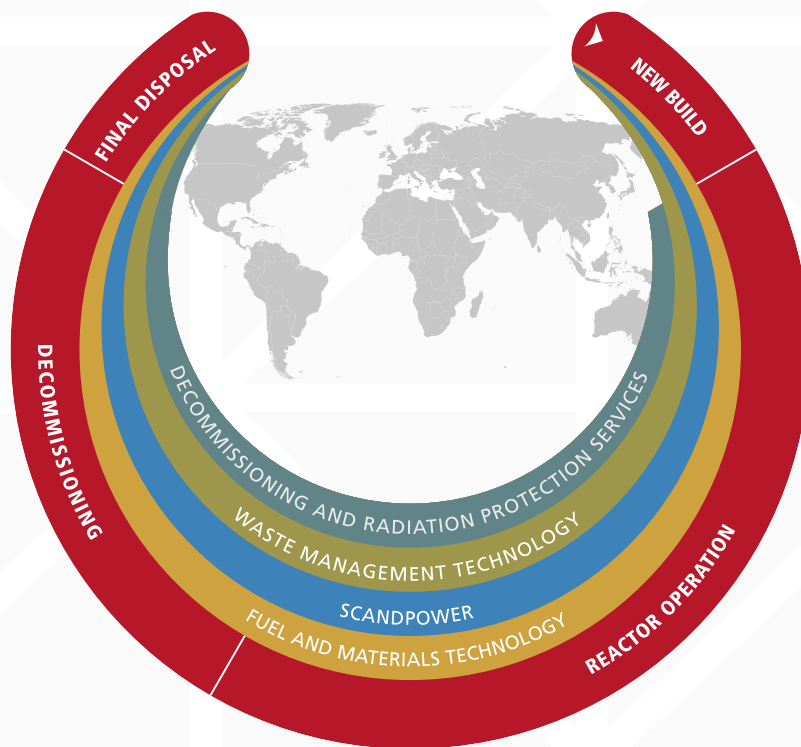 FINAL DISPOSAL
NEW BUILD
DECOMMISSIONING
REACTOR OPERATION
DECOMMISSIONING AND RADIATION PROTECTION SERVICES
WASTE MANAGEMENT TECHNOLOGY
SCANDPOWER
FUEL AND MATERIALS TECHNOLOGY